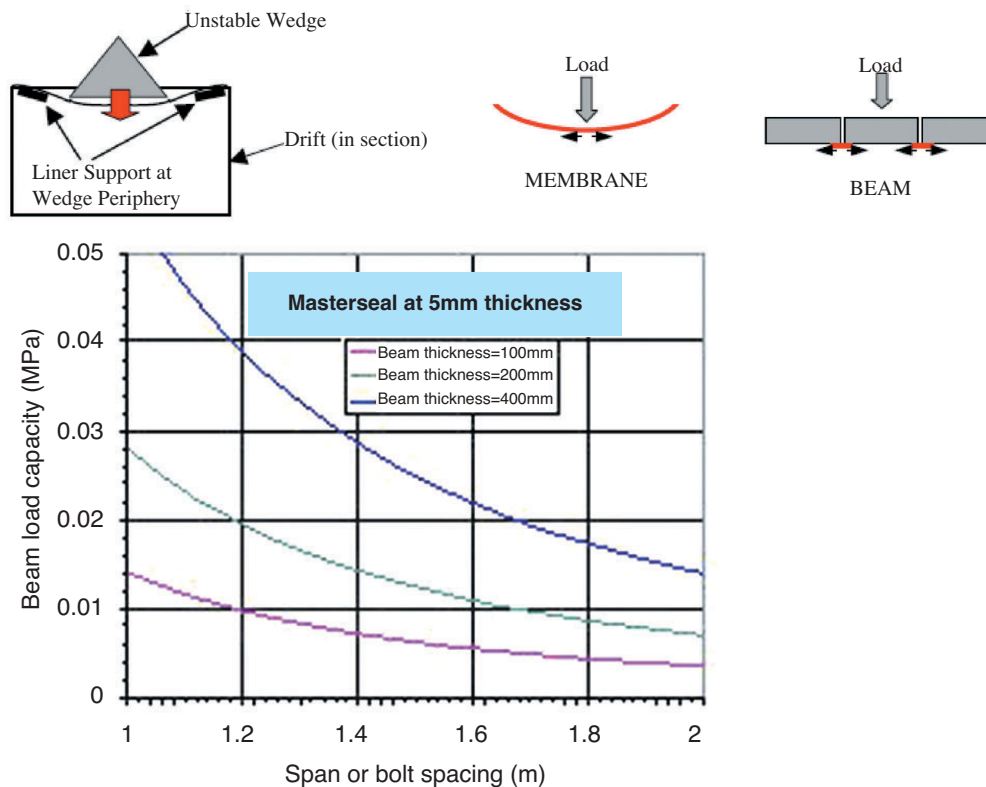 Unstable Wedge
Drift (in section)
Liner Support at
Wedge Periphery
Load
MEMBRANE
Load
BEAM
Masterseal at 5mm thickness
Beam thickness=100mm
Beam thickness=200mm
Beam thickness=400mm
Beam load capacity (MPa)
0.05
0.04
0.03
0.02
0.01
0
1
1.2
1.4
1.6
1.8
2
Span or bolt spacing (m)